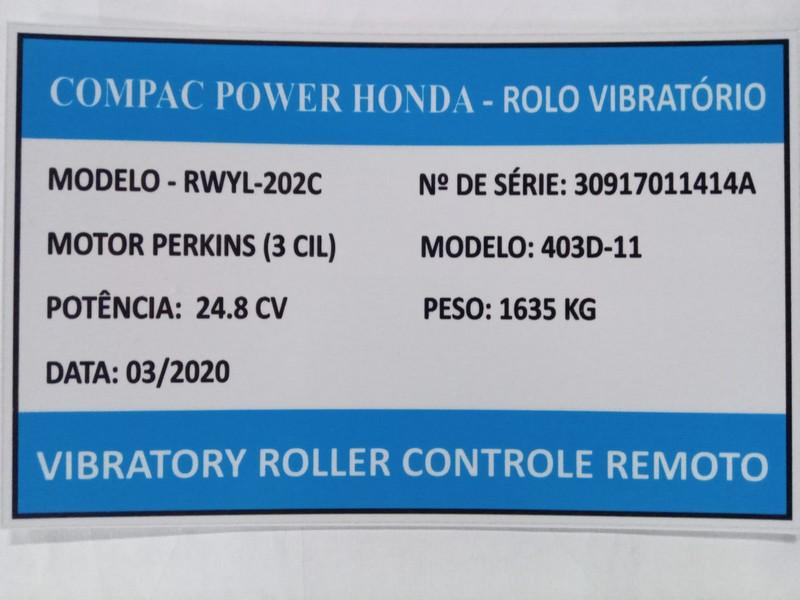 COMPAC POWER HONDA - ROLO VIBRATÓRIO
MODELO - RWYL-202C
Nº DE SÉRIE: 30917011414A
MOTOR PERKINS (3 CIL)
MODELO: 403D-11
POTÊNCIA: 24.8 CV
PESO: 1635 KG
DATA: 03/2020
VIBRATORY ROLLER CONTROLE REMOTO